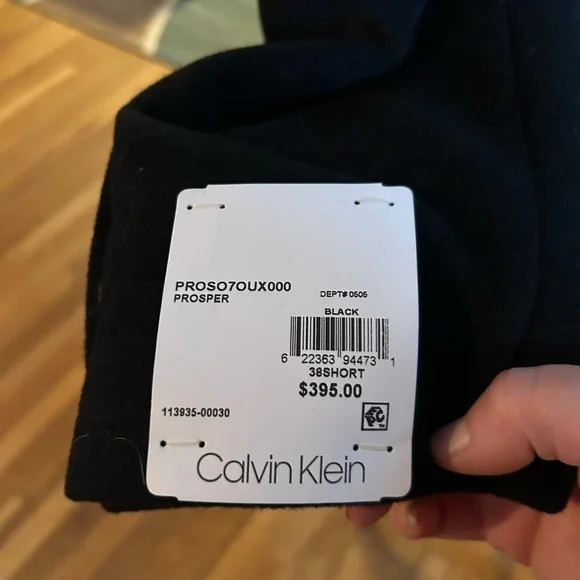 PROSO7OUX000
PROSPER
DEPT# 0505
BLACK
6 22363 94473 1
38SHORT
$395.00
113935-00030
Calvin Klein